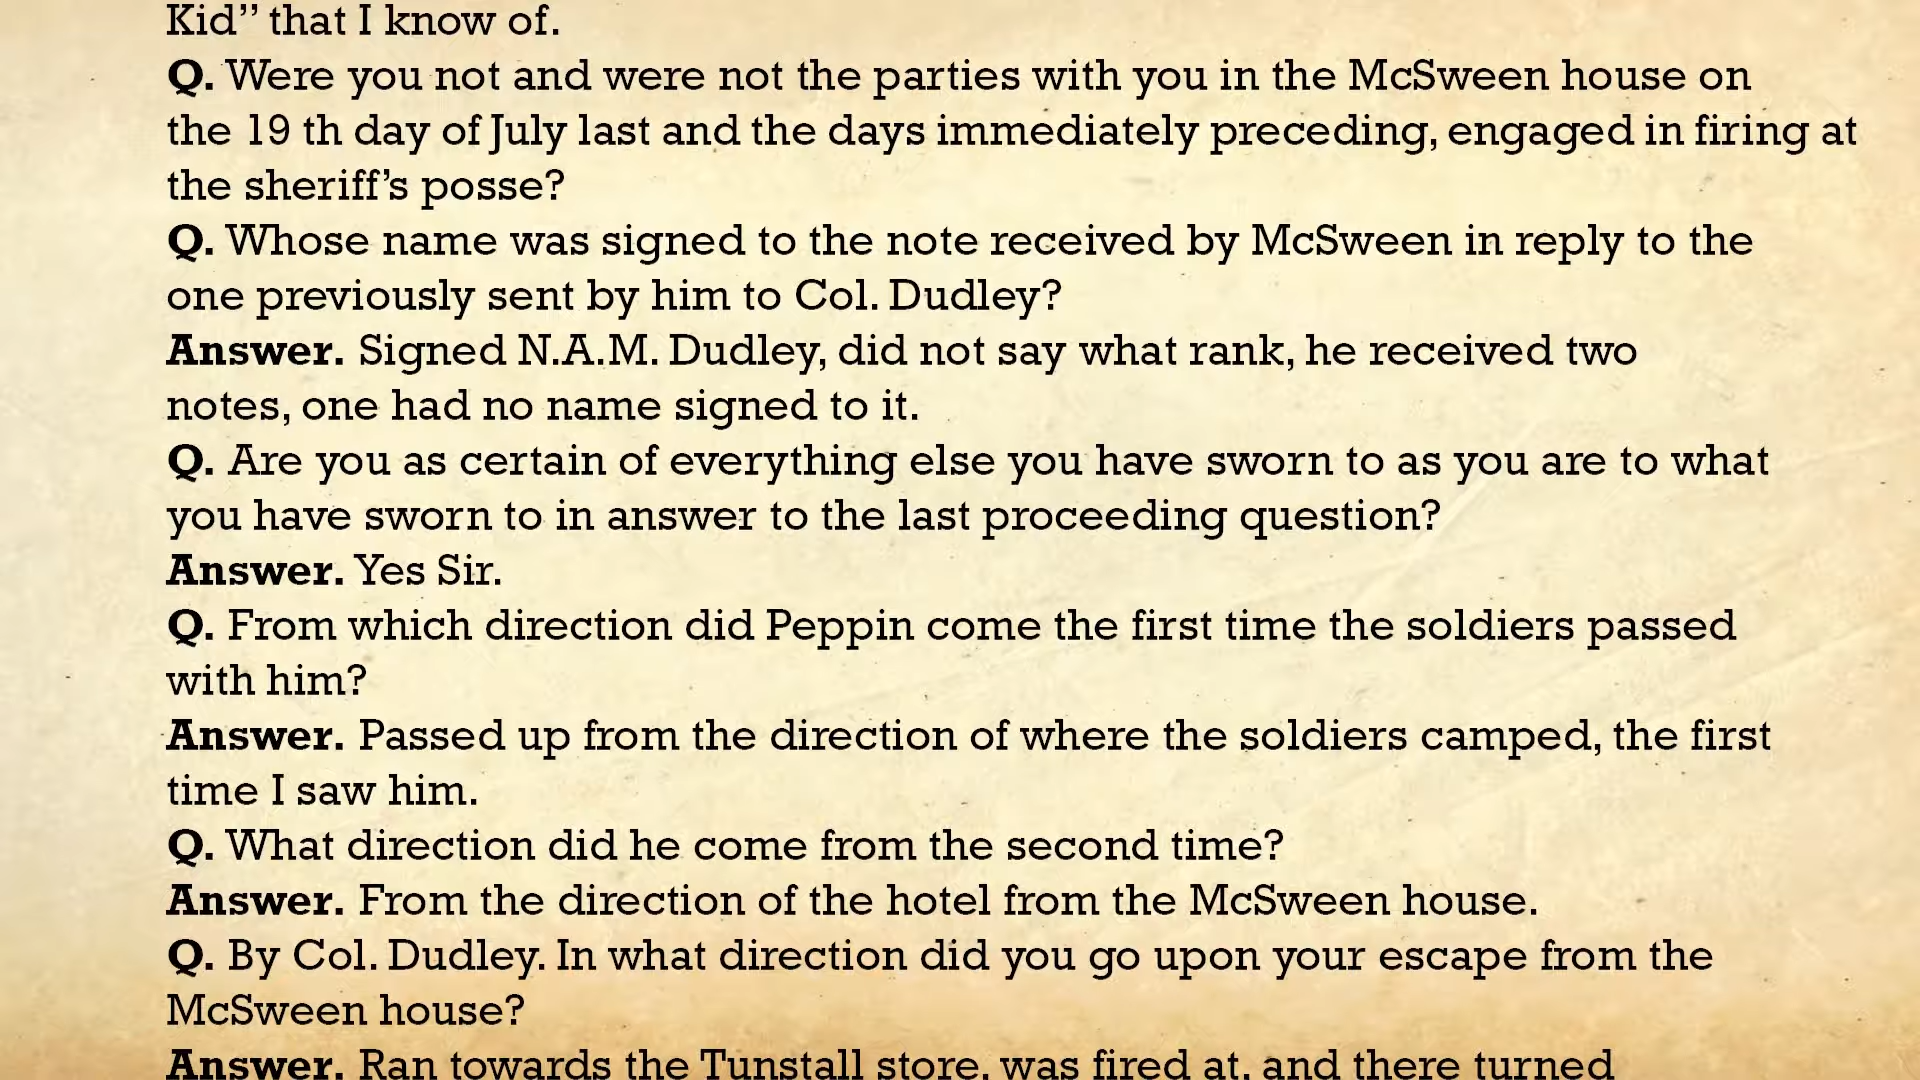 Kid” that I know of.
Q. Were you not and were not the parties with you in the McSween house on
the 19 th day of July last and the days immediately preceding, engaged in firing at
the sheriff’s posse?
Q. Whose name was signed to the note received by McSween in reply to the
one previously sent by him to Col. Dudley?
Answer. Signed N.A.M. Dudley, did not say what rank, he received two
notes, one had no name signed to it.
Q. Are you as certain of everything else you have sworn to as you are to what
you have sworn to in answer to the last proceeding question?
Answer. Yes Sir.
Q. From which direction did Peppin come the first time the soldiers passed
with him?
Answer. Passed up from the direction of where the soldiers camped, the first
time I saw him.
Q. What direction did he come from the second time?
Answer. From the direction of the hotel from the McSween house.
Q. By Col. Dudley. In what direction did you go upon your escape from the
McSween house?
Answer. Ran towards the Tunstall store, was fired at, and there turned